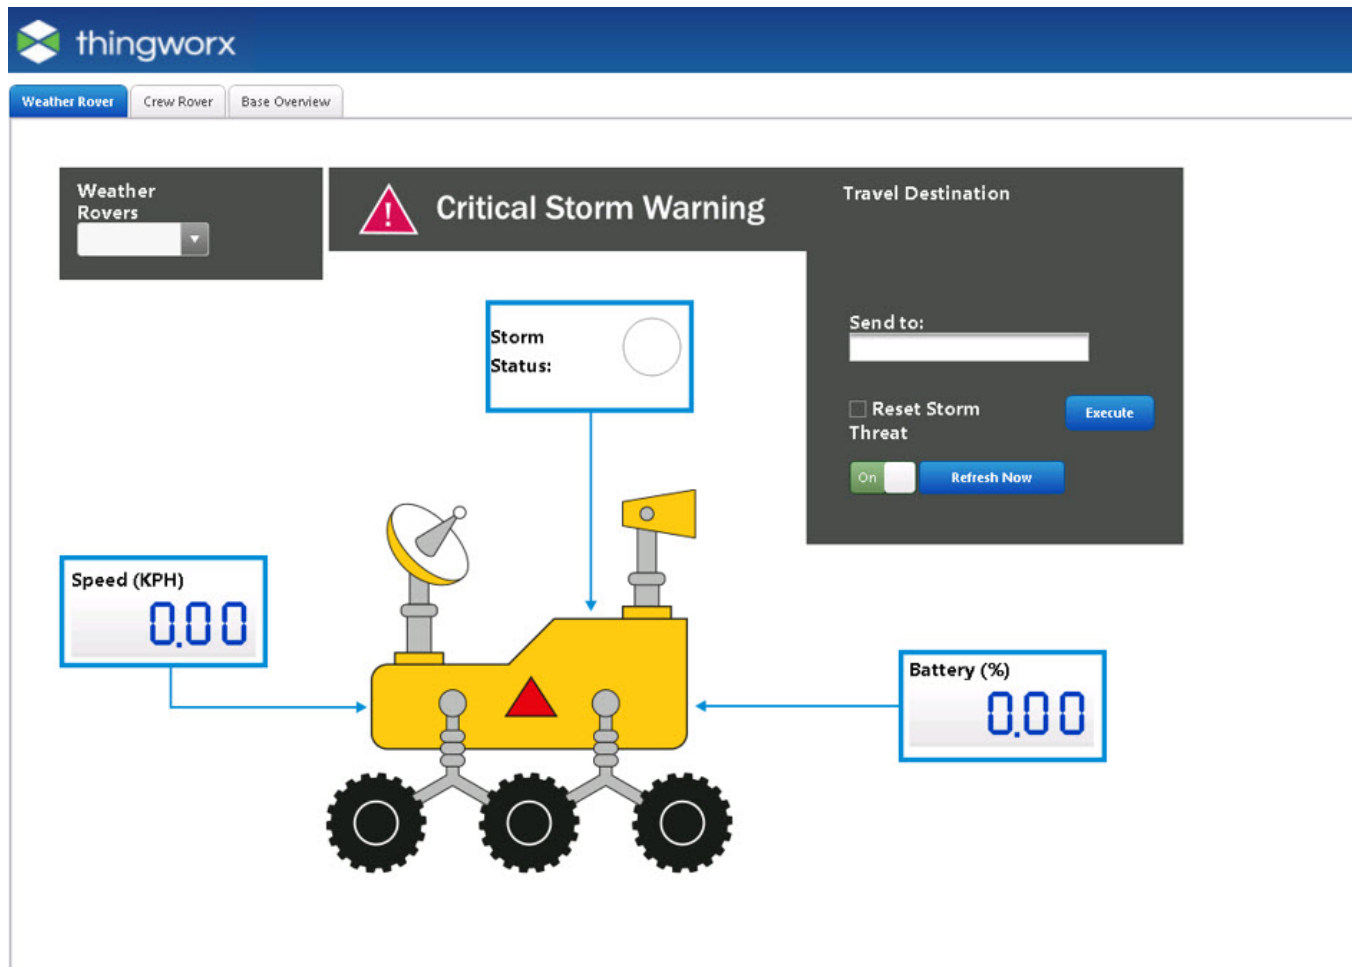 thingworx
Weather Rover
Crew Rover
Base Overview
Weather
Rovers
Critical Storm Warning
Travel Destination
Send to:
Reset Storm
Threat
Execute
On
Refresh Now
Storm
Status:
Speed (KPH)
0.00
Battery (%)
0.00